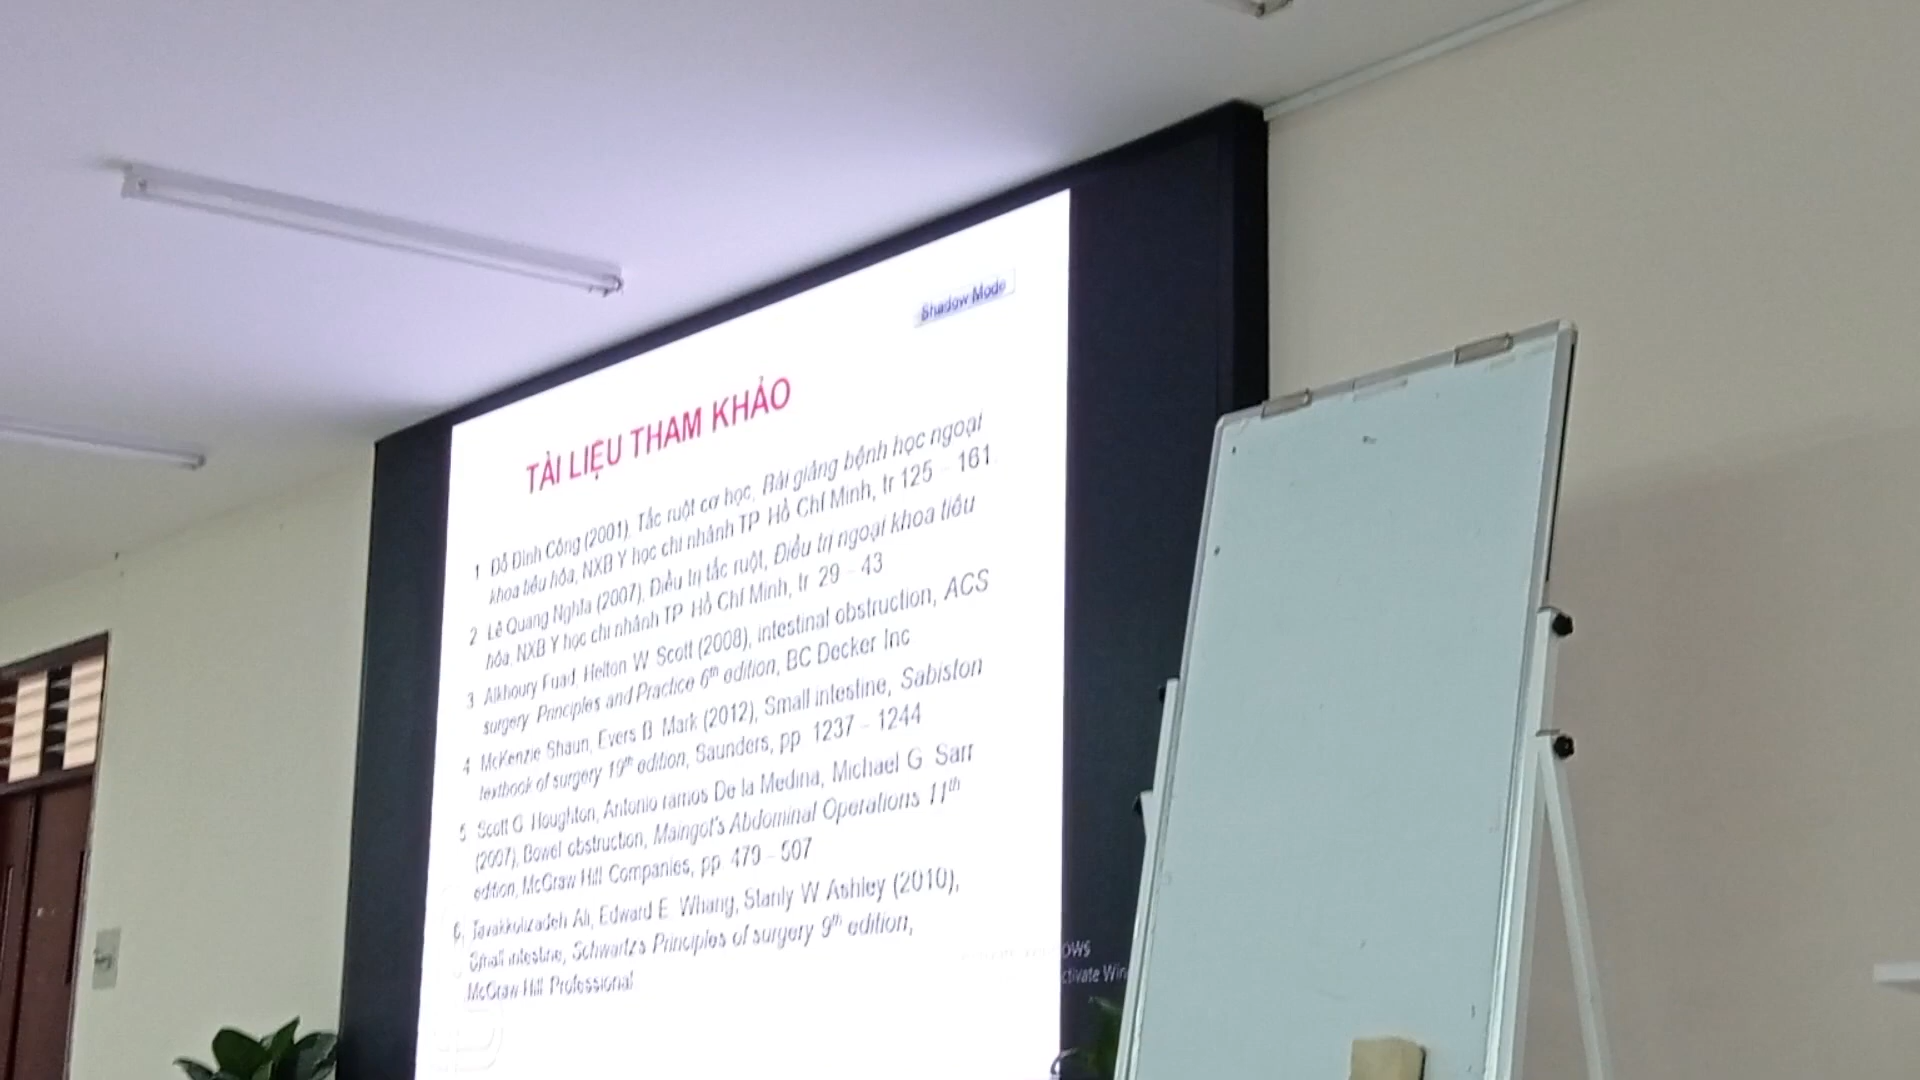 Shadow Mode
TÀI LIỆU THAM KHẢO
1 Đỗ Đình Công (2001), Tắc ruột cơ học, Bài giảng bệnh học ngoại
khoa tiêu hóa, NXB Y học chi nhánh TP Hồ Chí Minh, tr 125 - 161.
2 Lê Quang Nghĩa (2007), Điều trị tắc ruột, Điều trị ngoại khoa tiêu
hóa, NXB Y học chi nhánh TP Hồ Chí Minh, tr 29 - 43
3 Alkhoury Fuad, Helton W Scott (2008), intestinal obstruction, ACS
surgery Principles and Practice 6th edition, BC Decker Inc
4 McKenzie Shaun, Evers B Mark (2012), Small intestine, Sabiston
textbook of surgery 19th edition, Saunders, pp 1237 - 1244
5 Scott G Houghton, Antonio ramos De la Medina, Michael G Sarr
(2007), Bowel obstruction, Maingot's Abdominal Operations 11th
edition, McGraw Hill Companies, pp 479 - 507
6 Tavakkolizadeh Ali, Edward E Whang, Stanly W Ashley (2010),
Small intestine, Schwartzs Principles of surgery 9th edition,
McGraw Hill Professional